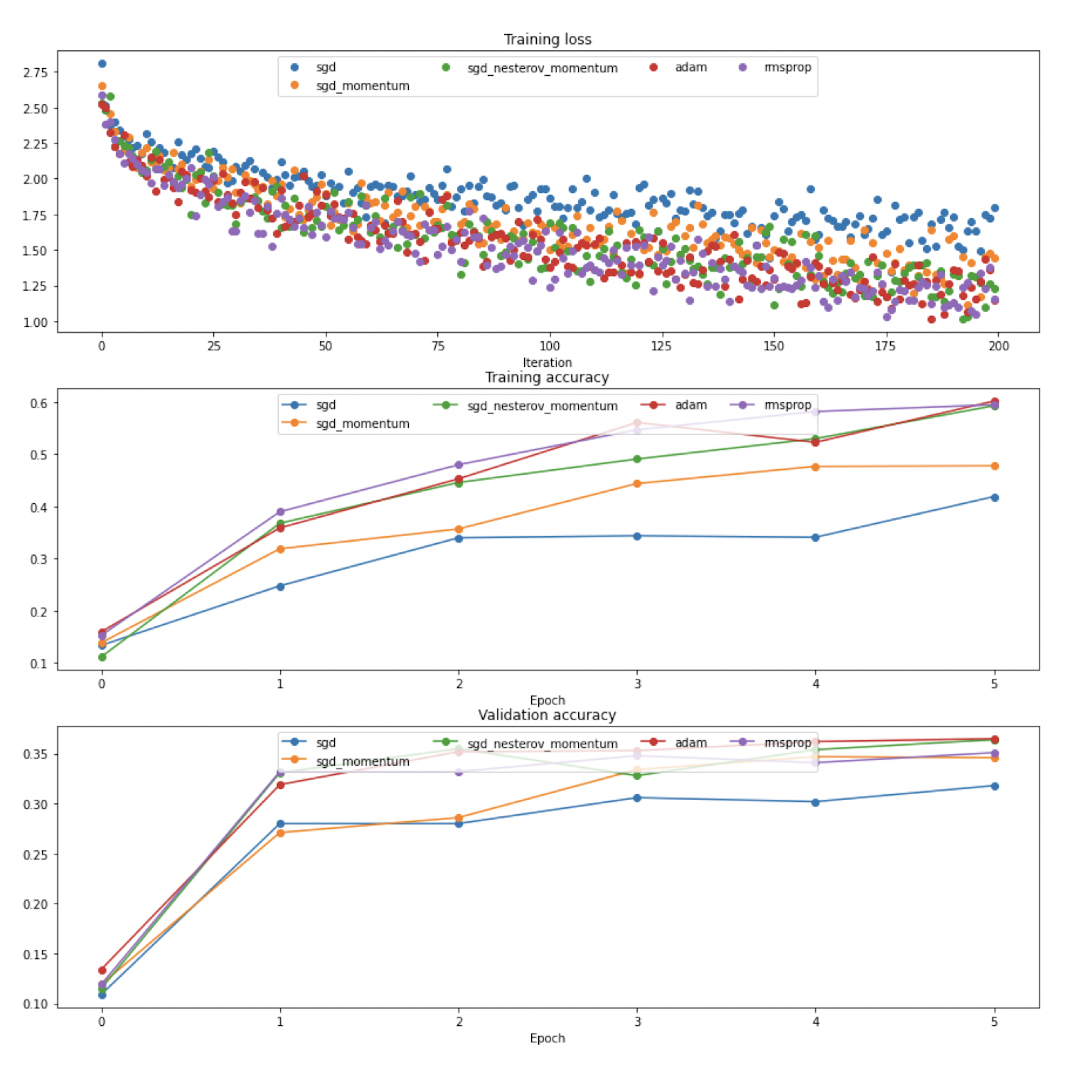 Training loss
sgd sgd_nesterov_momentum adam rmsprop
sgd_momentum
2.75
2.50
2.25
2.00
1.75
1.50
1.25
1.00
0 25 50 75 100 125 150 175 200
Iteration
Training accuracy
sgd sgd_nesterov_momentum adam rmsprop
sgd_momentum
0.6
0.5
0.4
0.3
0.2
0.1
0 1 2 3 4 5
Epoch
Validation accuracy
sgd sgd_nesterov_momentum adam rmsprop
sgd_momentum
0.35
0.30
0.25
0.20
0.15
0.10
0 1 2 3 4 5
Epoch